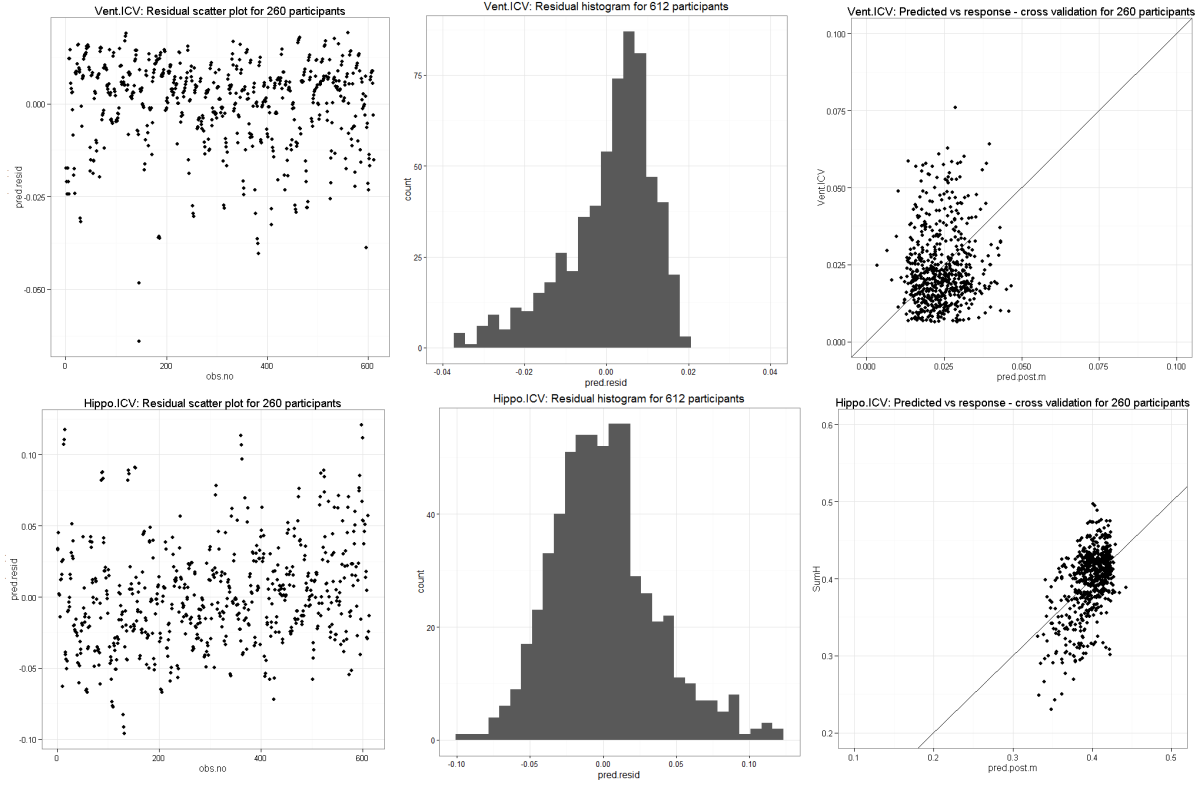 Vent.ICV: Residual scatter plot for 260 participants
0.000
-0.025
-0.050
pred.resid
0 200 400 600
obs.no
Vent.ICV: Residual histogram for 612 participants
75
50
25
0
count
-0.04 -0.02 0.00 0.02 0.04
pred.resid
Vent.ICV: Predicted vs response - cross validation for 260 participants
0.100
0.075
0.050
0.025
0.000
Vent.ICV
0.000 0.025 0.050 0.075 0.100
pred.post.m
Hippo.ICV: Residual scatter plot for 260 participants
0.10
0.05
0.00
-0.05
-0.10
pred.resid
0 200 400 600
obs.no
Hippo.ICV: Residual histogram for 612 participants
40
20
0
count
-0.10 -0.05 0.00 0.05 0.10
pred.resid
Hippo.ICV: Predicted vs response - cross validation for 260 participants
0.6
0.5
0.4
0.3
0.2
SumH
0.1 0.2 0.3 0.4 0.5
pred.post.m